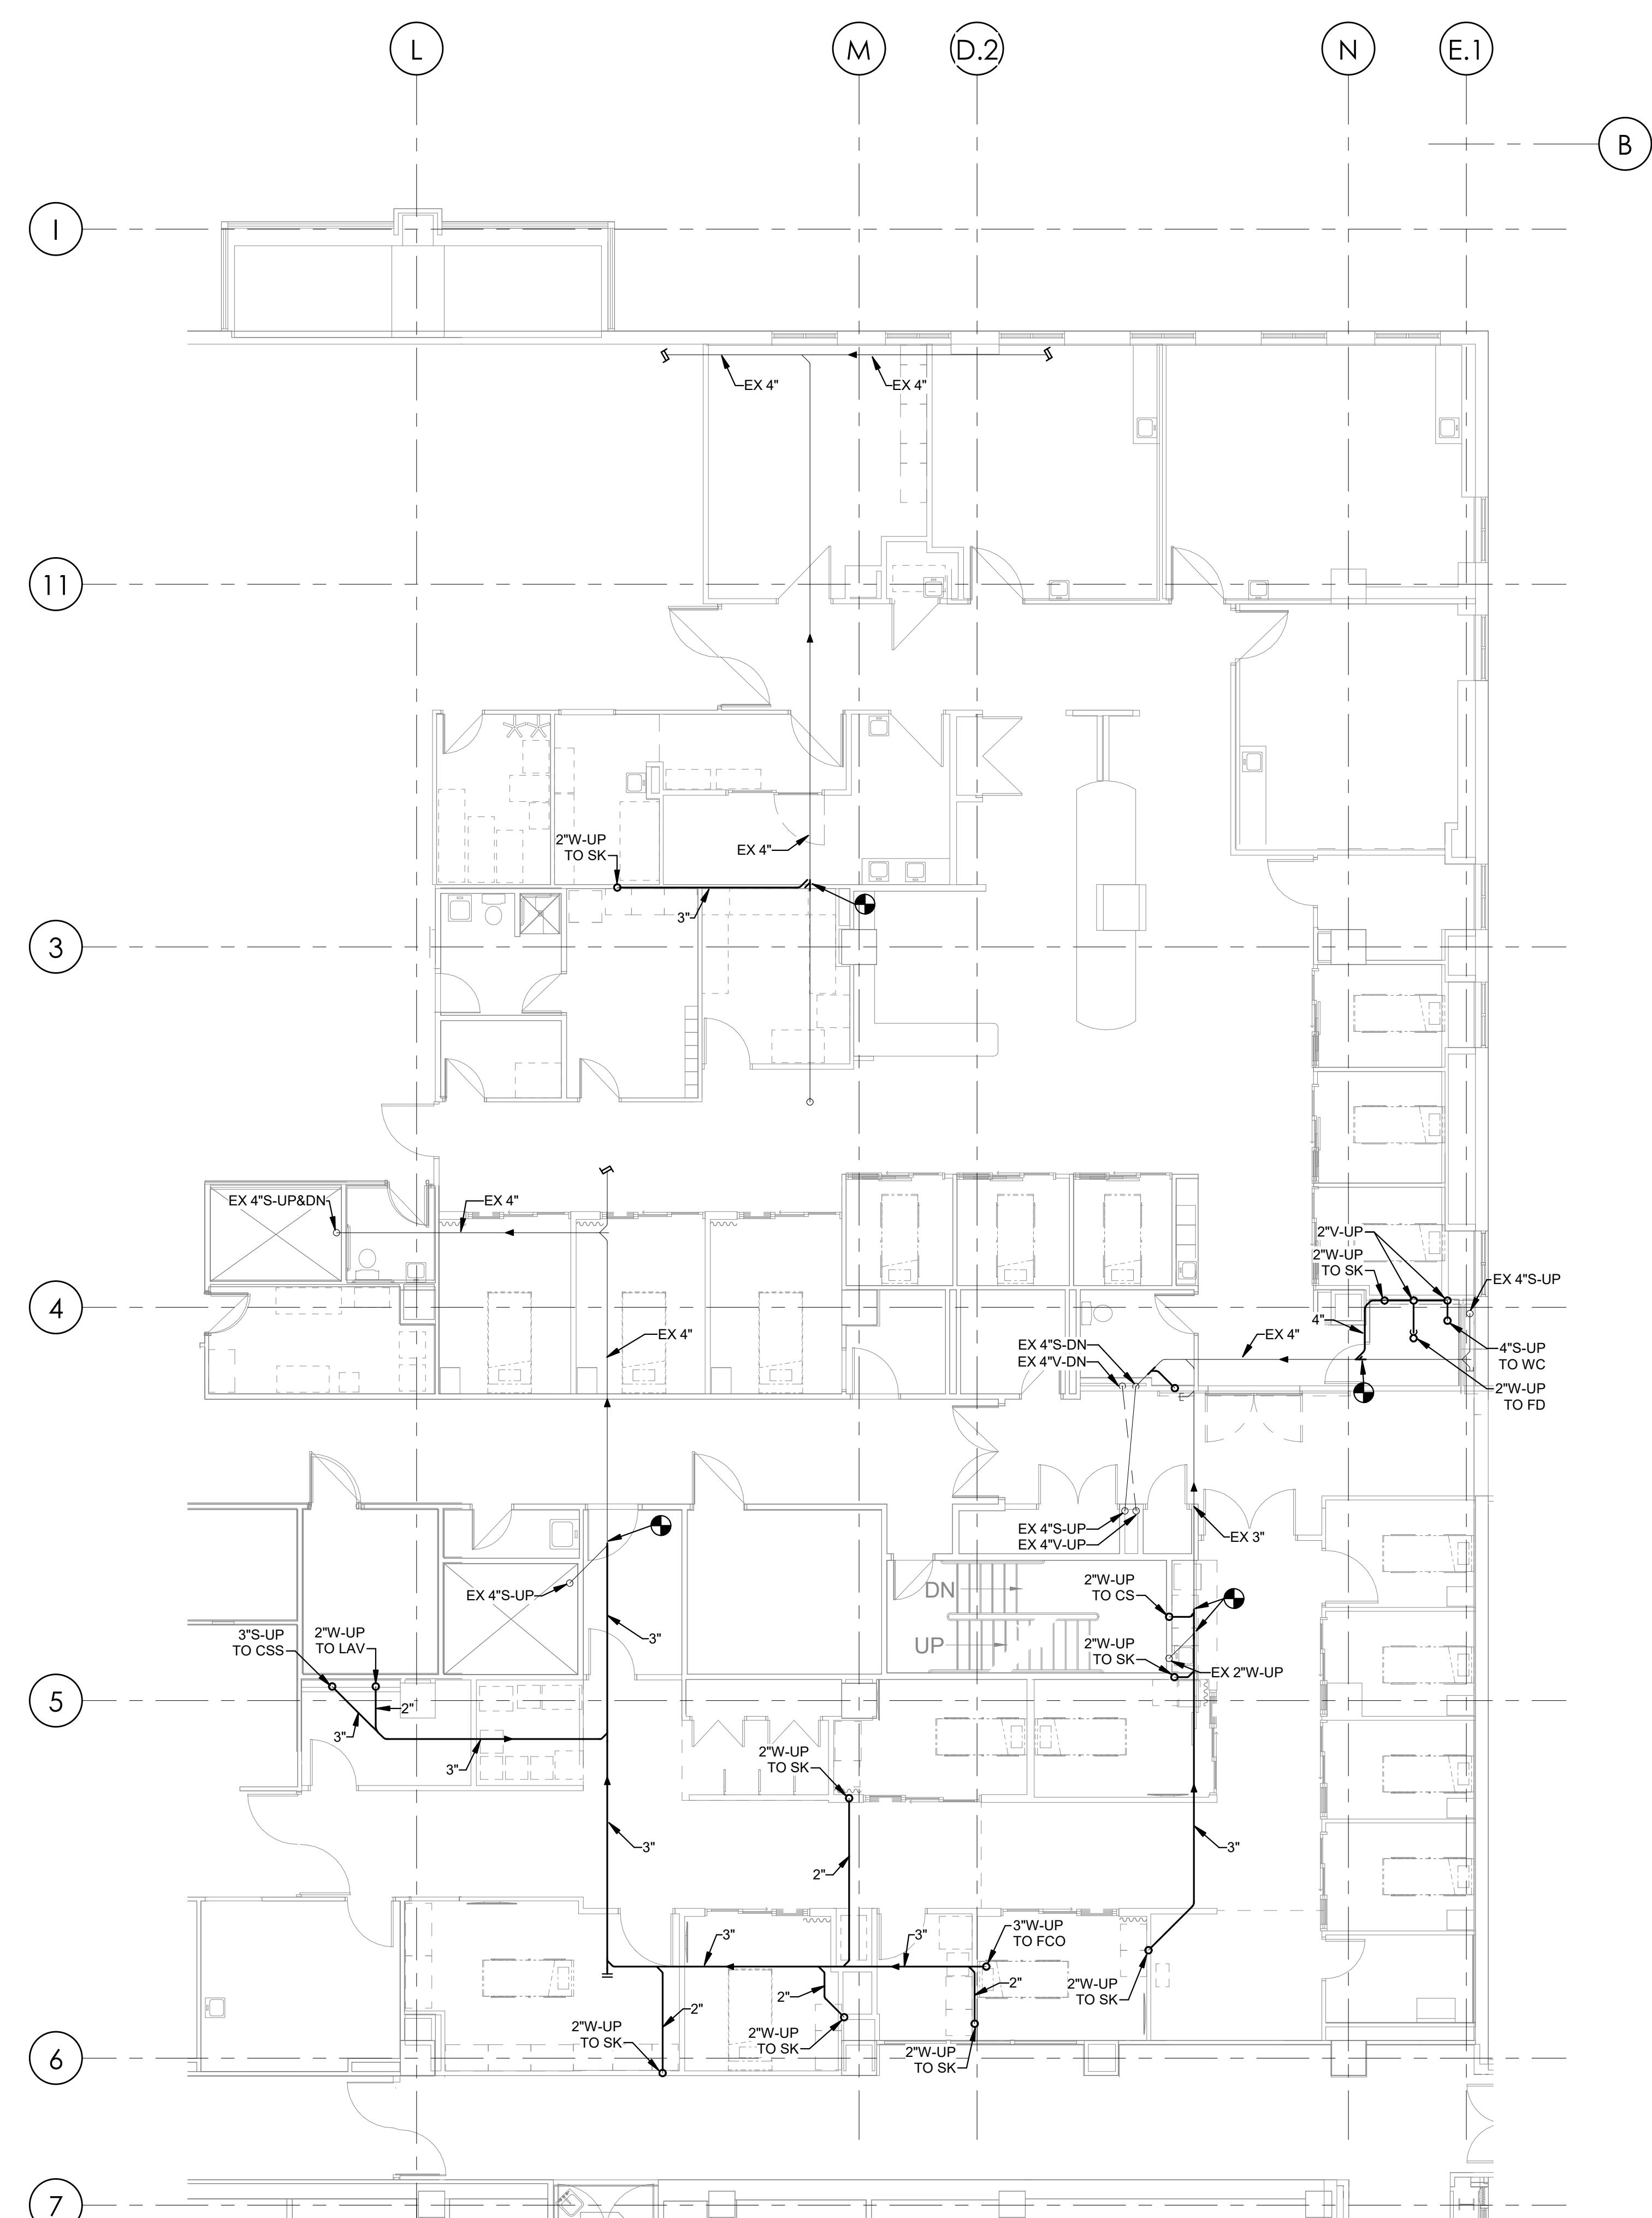 L
M
D.2
N
E.1
B
I
EX 4"
EX 4"
11
2"W-UP
TO SK
EX 4"
3"
3
EX 4"S-UP&DN
EX 4"
2"V-UP
2"W-UP
TO SK
EX 4"S-UP
4
4"
EX 4"
EX 4"
EX 4"S-DN
EX 4"V-DN
4"S-UP
TO WC
2"W-UP
TO FD
EX 4"S-UP
EX 4"V-UP
EX 3"
2"W-UP
TO CS
DN
EX 4"S-UP
3"S-UP
TO CSS
2"W-UP
TO LAV
3"
UP
2"W-UP
TO SK
EX 2"W-UP
5
2"
3"
3"
2"W-UP
TO SK
3"
3"
2"
3"
3"
3"W-UP
TO FCO
2"
2"
2"
2"W-UP
TO SK
2"W-UP
TO SK
2"W-UP
TO SK
2"W-UP
TO SK
6
7